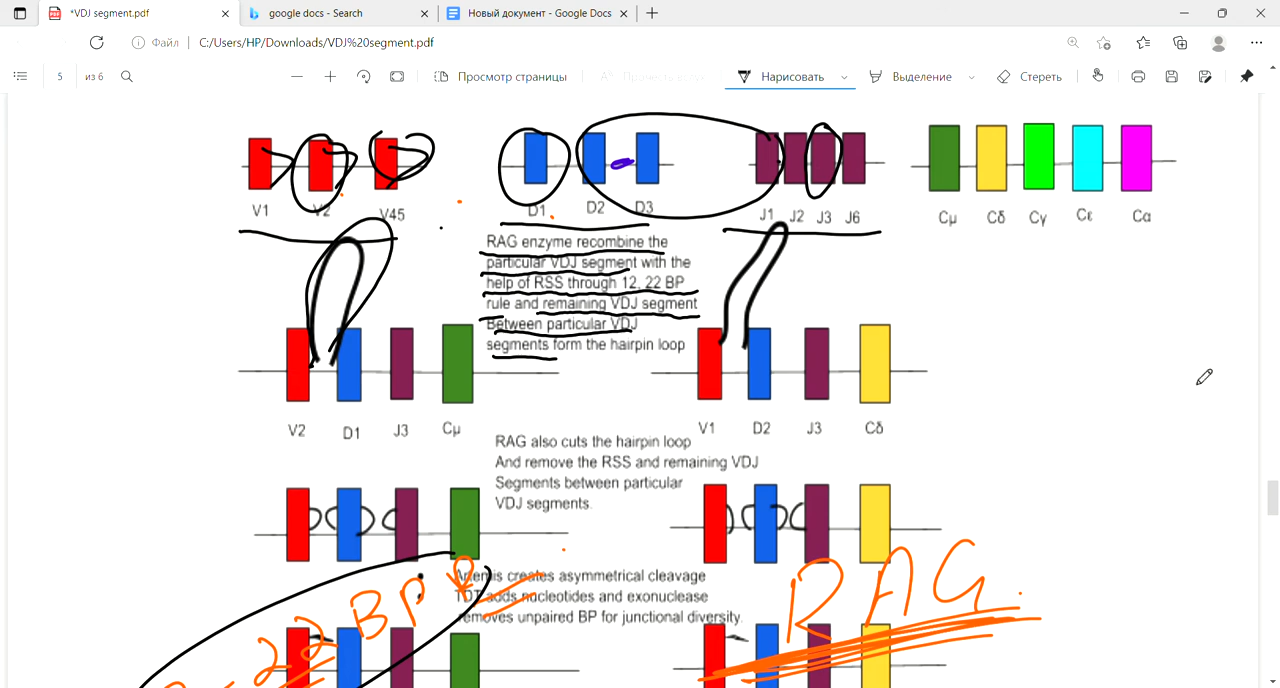 *VDJ segment.pdf
google docs - Search
Новый документ - Google Docs
Файл
C:/Users/HP/Downloads/VDJ%20segment.pdf
5 из 6
Просмотр страницы
Прочесть вслух
Нарисовать
Выделение
Стереть
V1 V2 V45 D1 D2 D3 J1 J2 J3 J6 Cμ Cδ Cγ Cε Cα
RAG enzyme recombine the
particular VDJ segment with the
help of RSS through 12, 22 BP
rule and remaining VDJ segment
Between particular VDJ
segments form the hairpin loop
V2 D1 J3 Cμ V1 D2 J3 Cδ
RAG also cuts the hairpin loop
And remove the RSS and remaining VDJ
Segments between particular
VDJ segments.
Artemis creates asymmetrical cleavage
TDT adds nucleotides and exonuclease
removes unpaired BP for junctional diversity.
22 BP R
RAG.